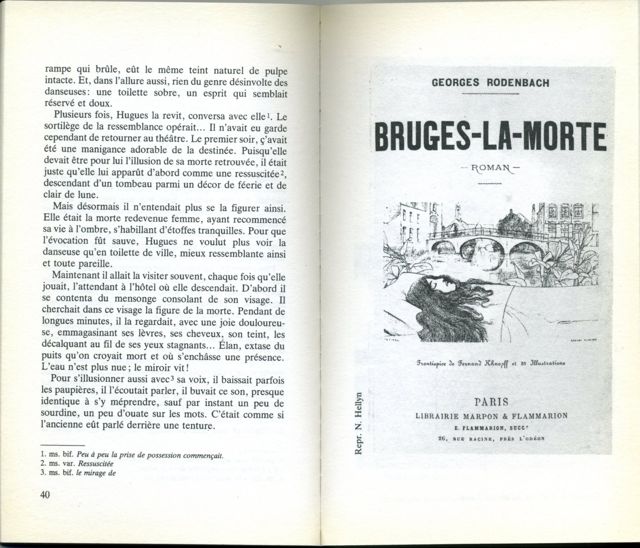 rampe qui brûle, eût le même teint naturel de pulpe
intacte. Et, dans l'allure aussi, rien du genre désinvolte des
danseuses: une toilette sobre, un esprit qui semblait
réservé et doux.
Plusieurs fois, Hugues la revit, conversa avec elle¹. Le
sortilège de la ressemblance opérait... Il n'avait eu garde
cependant de retourner au théâtre. Le premier soir, ç'avait
été une manigance adorable de la destinée. Puisqu'elle
devait être pour lui l'illusion de sa morte retrouvée, il était
juste qu'elle lui apparût d'abord comme une ressuscitée²,
descendant d'un tombeau parmi un décor de féerie et de
clair de lune.
Mais désormais il n'entendait plus se la figurer ainsi.
Elle était la morte redevenue femme, ayant recommencé
sa vie à l'ombre, s'habillant d'étoffes tranquilles. Pour que
l'évocation fût sauve, Hugues ne voulut plus voir la
danseuse qu'en toilette de ville, mieux ressemblante ainsi
et toute pareille.
Maintenant il allait la visiter souvent, chaque fois qu'elle
jouait, l'attendant à l'hôtel où elle descendait. D'abord il
se contenta du mensonge consolant de son visage. Il
cherchait dans ce visage la figure de la morte. Pendant de
longues minutes, il la regardait, avec une joie douloureu-
se, emmagasinant ses lèvres, ses cheveux, son teint, les
décalquant au fil de ses yeux stagnants... Élan, extase du
puits qu'on croyait mort et où s'enchâsse une présence.
L'eau n'est plus nue; le miroir vit!
Pour s'illusionner aussi avec³ sa voix, il baissait parfois
les paupières, il l'écoutait parler, il buvait ce son, presque
identique à s'y méprendre, sauf par instant un peu de
sourdine, un peu d'ouate sur les mots. C'était comme si
l'ancienne eût parlé derrière une tenture.
1. ms. bif. Peu à peu la prise de possession commençait.
2. ms. var. Ressuscitée
3. ms. bif. le mirage de
40
GEORGES RODENBACH
BRUGES-LA-MORTE
- ROMAN -
Frontispice de Fernand Khnopff et 35 Illustrations
PARIS
LIBRAIRIE MARPON & FLAMMARION
E. FLAMMARION, SUCCʳ
26, RUE RACINE, PRÈS L'ODÉON
Repr. N. Hellyn